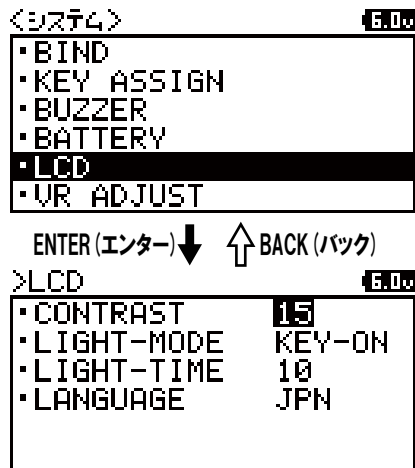 <システム> 6.0v
・BIND
・KEY ASSIGN
・BUZZER
・BATTERY
・LCD
・VR ADJUST
ENTER(エンター) BACK(バック)
>LCD 6.0v
・CONTRAST 15
・LIGHT-MODE KEY-ON
・LIGHT-TIME 10
・LANGUAGE JPN